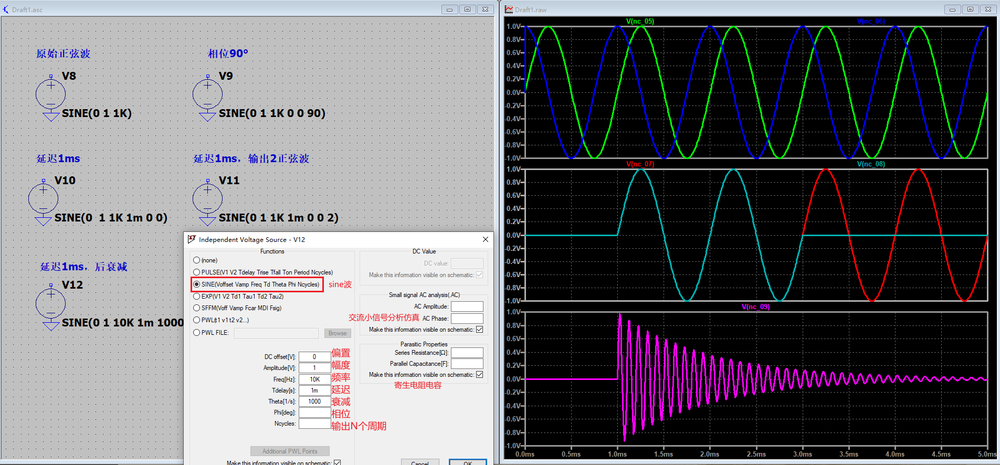 Draft1.asc
原始正弦波
相位90°
V8
V9
SINE(0 1 1K)
SINE(0 1 1K 0 0 90)
延迟1ms
延迟1ms，输出2正弦波
V10
V11
SINE(0  1 1K 1m 0 0)
SINE(0 1 1K 1m 0 0 2)
延迟1ms，后衰减
V12
SINE(0 1 10K 1m 1000
Independent Voltage Source - V12
Functions
(none)
PULSE(V1 V2 Tdelay Trise Tfall Ton Period Ncycles)
SINE(Voffset Vamp Freq Td Theta Phi Ncycles)
sine波
EXP(V1 V2 Td1 Tau1 Td2 Tau2)
SFFM(Voff Vamp Fcar MDI Fsig)
PWL(t1 v1 t2 v2...)
PWL FILE:
Browse
DC offset[V]: 0 偏置
Amplitude[V]: 1 幅度
Freq[Hz]: 10K 频率
Tdelay[s]: 1m 延迟
Theta[1/s]: 1000 衰减
Phi[deg]: 相位
Ncycles: 输出N个周期
Additional PWL Points
Make this information visible on schematic:
DC Value
DC value:
Make this information visible on schematic:
Small signal AC analysis(.AC)
AC Amplitude:
交流小信号分析仿真
AC Phase:
Make this information visible on schematic:
Parasitic Properties
Series Resistance[Ω]:
Parallel Capacitance[F]:
Make this information visible on schematic:
寄生电阻电容
Cancel
OK
Draft1.raw
V(nc_05)
V(nc_06)
1.0V
0.8V
0.6V
0.4V
0.2V
0.0V
-0.2V
-0.4V
-0.6V
-0.8V
-1.0V
V(nc_07)
V(nc_08)
1.0V
0.8V
0.6V
0.4V
0.2V
0.0V
-0.2V
-0.4V
-0.6V
-0.8V
-1.0V
V(nc_09)
1.0V
0.8V
0.6V
0.4V
0.2V
0.0V
-0.2V
-0.4V
-0.6V
-0.8V
-1.0V
0.0ms
0.5ms
1.0ms
1.5ms
2.0ms
2.5ms
3.0ms
3.5ms
4.0ms
4.5ms
5.0ms